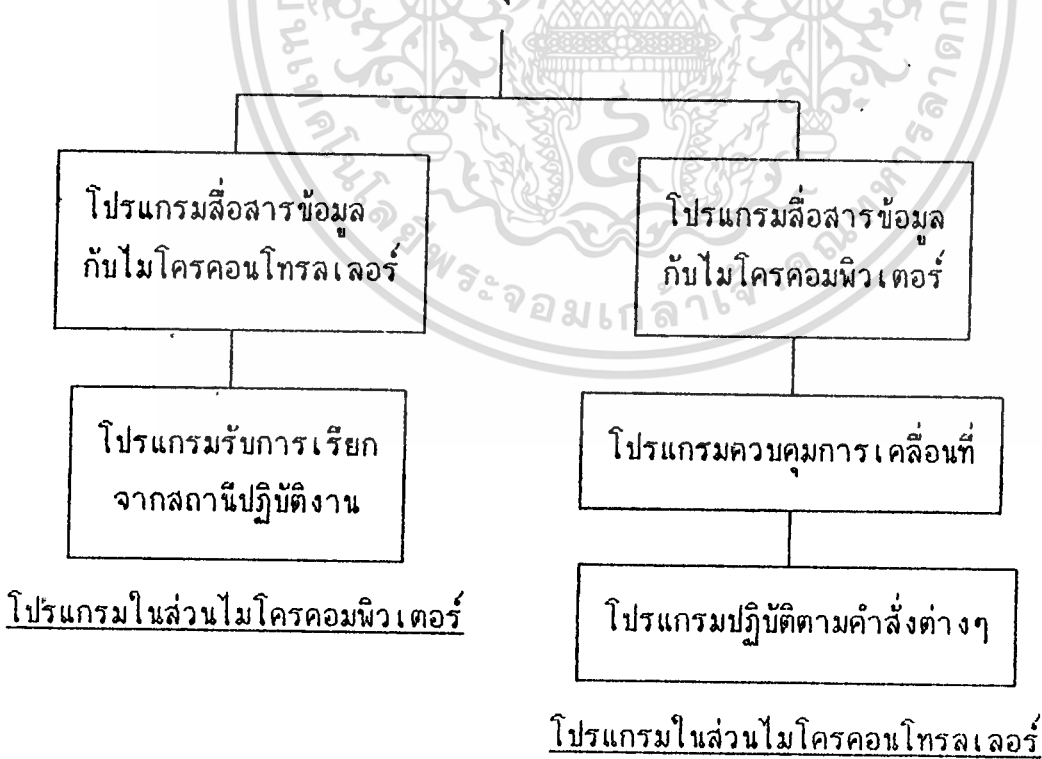 โปรแกรมสื่อสารข้อมูล
กับไมโครคอนโทรลเลอร์
โปรแกรมรับการเรียก
จากสถานีปฏิบัติงาน
โปรแกรมในส่วนไมโครคอมพิวเตอร์
โปรแกรมสื่อสารข้อมูล
กับไมโครคอมพิวเตอร์
โปรแกรมควบคุมการเคลื่อนที่
โปรแกรมปฏิบัติตามคำสั่งต่างๆ
โปรแกรมในส่วนไมโครคอนโทรลเลอร์